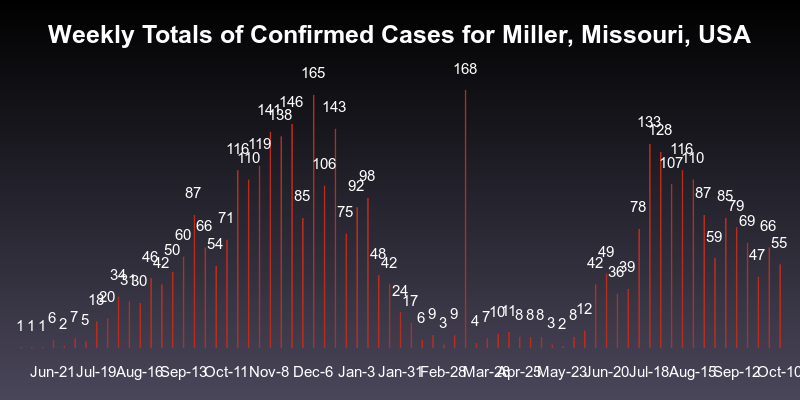 Weekly Totals of Confirmed Cases for Miller, Missouri, USA
1 1 1 6 2 7 5 18 20 34 31 30 46 42 50 60 87 66 54 71 116 110 119 141 138 146 85 165 106 143 75 92 98 48 42 24 17 6 9 3 9 168 4 7 10 11 8 8 8 3 2 8 12 42 49 36 39 78 133 128 107 116 110 87 59 85 79 69 47 66 55
Jun-21 Jul-19 Aug-16 Sep-13 Oct-11 Nov-8 Dec-6 Jan-3 Jan-31 Feb-28 Mar-28 Apr-25 May-23 Jun-20 Jul-18 Aug-15 Sep-12 Oct-10